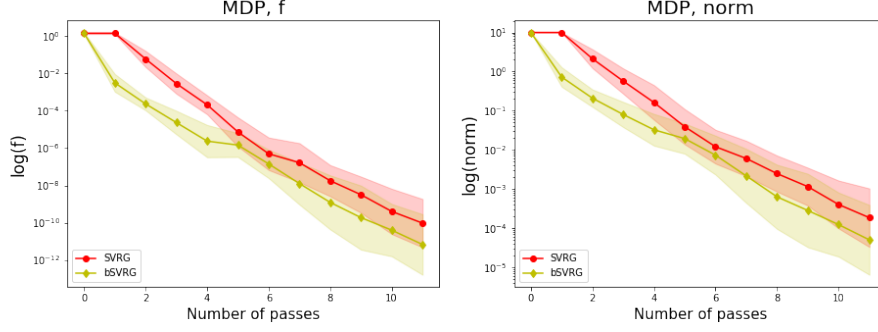 MDP, f
log(f)
10^0
10^-2
10^-4
10^-6
10^-8
10^-10
10^-12
SVRG
bSVRG
0 2 4 6 8 10
Number of passes
MDP, norm
log(norm)
10^1
10^0
10^-1
10^-2
10^-3
10^-4
10^-5
SVRG
bSVRG
0 2 4 6 8 10
Number of passes